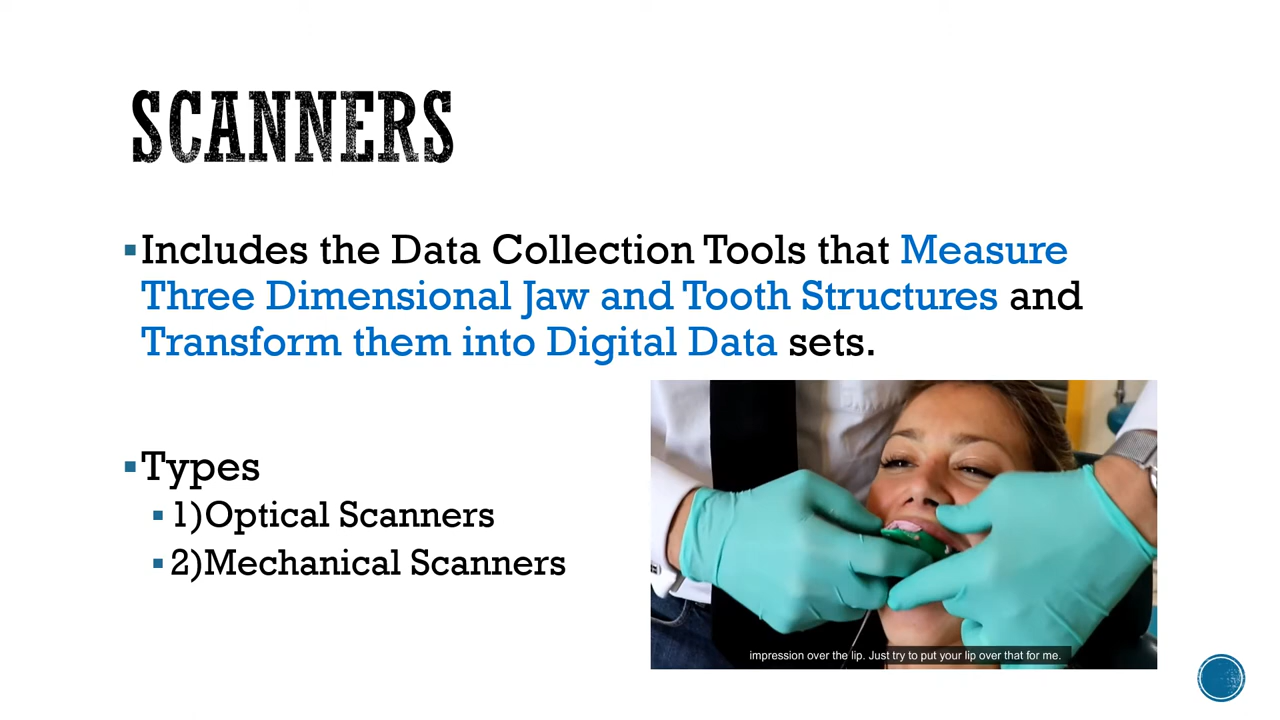 SCANNERS
▪Includes the Data Collection Tools that Measure
Three Dimensional Jaw and Tooth Structures and
Transform them into Digital Data sets.
▪Types
▪1)Optical Scanners
▪2)Mechanical Scanners
impression over the lip. Just try to put your lip over that for me.